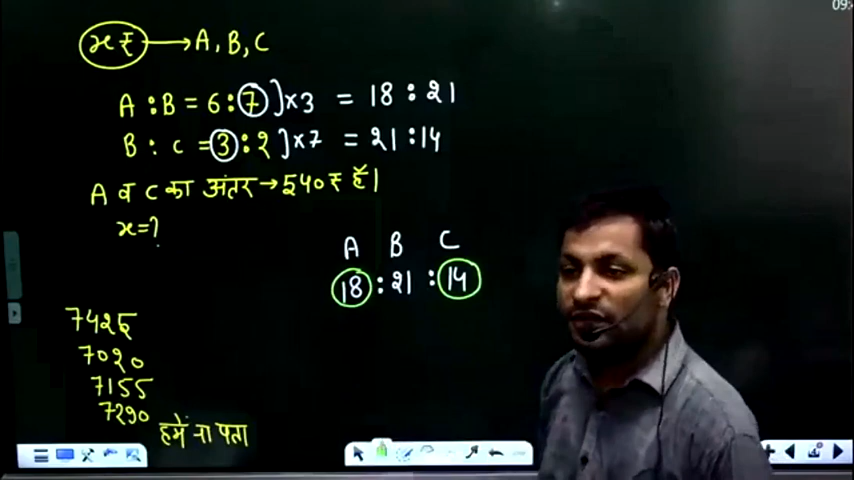 09:
x ₹ → A, B, C
A : B = 6 : 7 ] ×3 = 18 : 21
B : C = 3 : 2 ] ×7 = 21 : 14
A व C का अंतर → 540 ₹ है।
x = ?
A B C
18 : 21 : 14
7425
7020
7155
7290
हमें ना पता